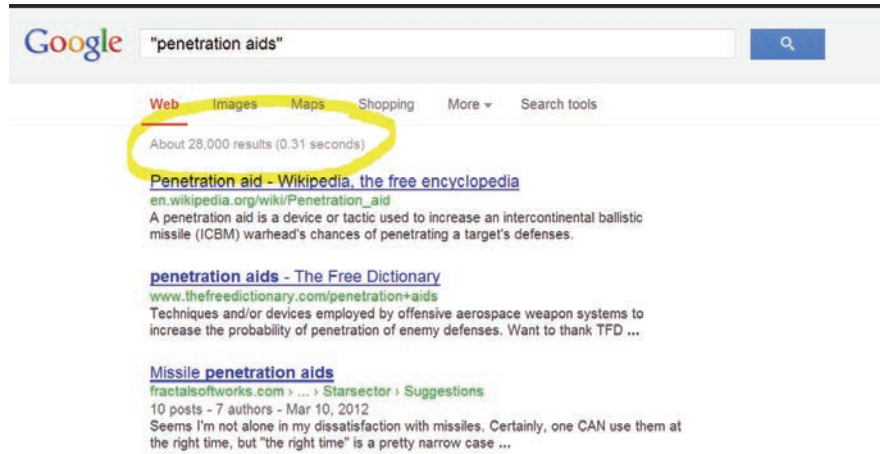 Google "penetration aids"
Web Images Maps Shopping More Search tools
About 28,000 results (0.31 seconds)
Penetration aid - Wikipedia, the free encyclopedia
en.wikipedia.org/wiki/Penetration_aid
A penetration aid is a device or tactic used to increase an intercontinental ballistic
missile (ICBM) warhead's chances of penetrating a target's defenses.
penetration aids - The Free Dictionary
www.thefreedictionary.com/penetration+aids
Techniques and/or devices employed by offensive aerospace weapon systems to
increase the probability of penetration of enemy defenses. Want to thank TFD ...
Missile penetration aids
fractalsoftworks.com › ... › Starsector › Suggestions
10 posts - 7 authors - Mar 10, 2012
Seems I'm not alone in my dissatisfaction with missiles. Certainly, one CAN use them at
the right time, but "the right time" is a pretty narrow case ...